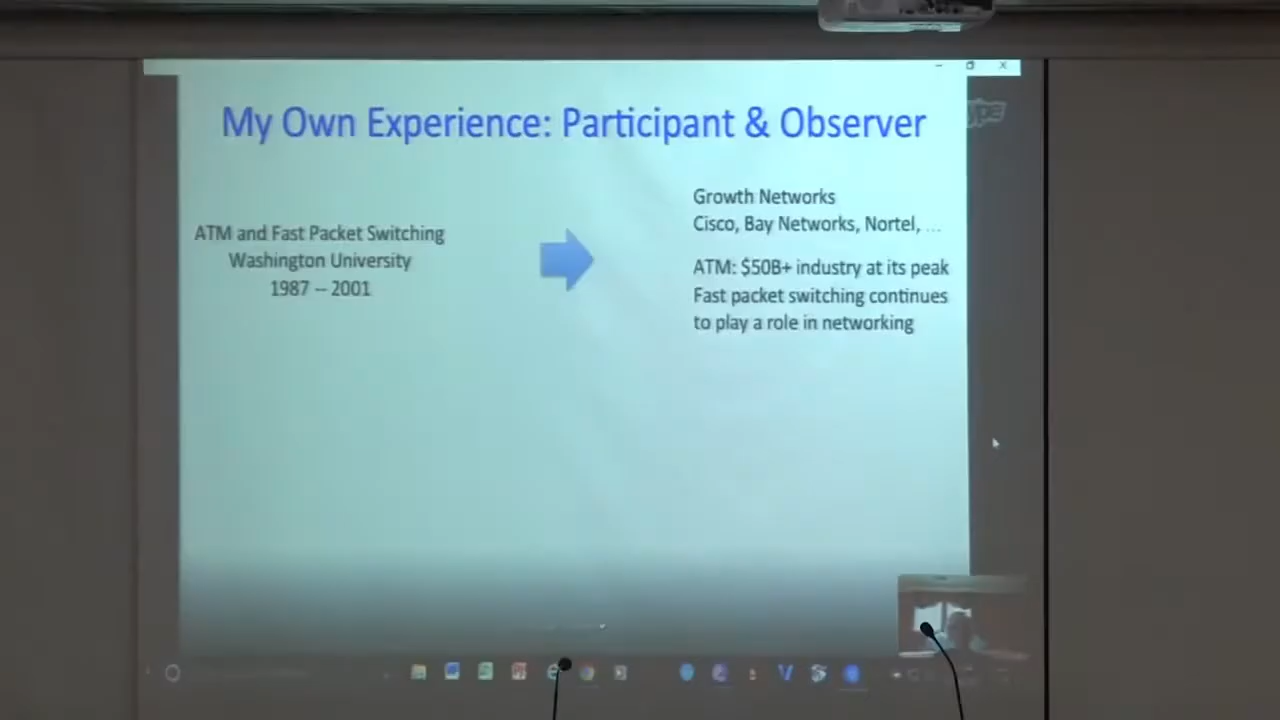 My Own Experience: Participant & Observer
ATM and Fast Packet Switching
Washington University
1987 – 2001
Growth Networks
Cisco, Bay Networks, Nortel, ...
ATM: $50B+ industry at its peak
Fast packet switching continues
to play a role in networking